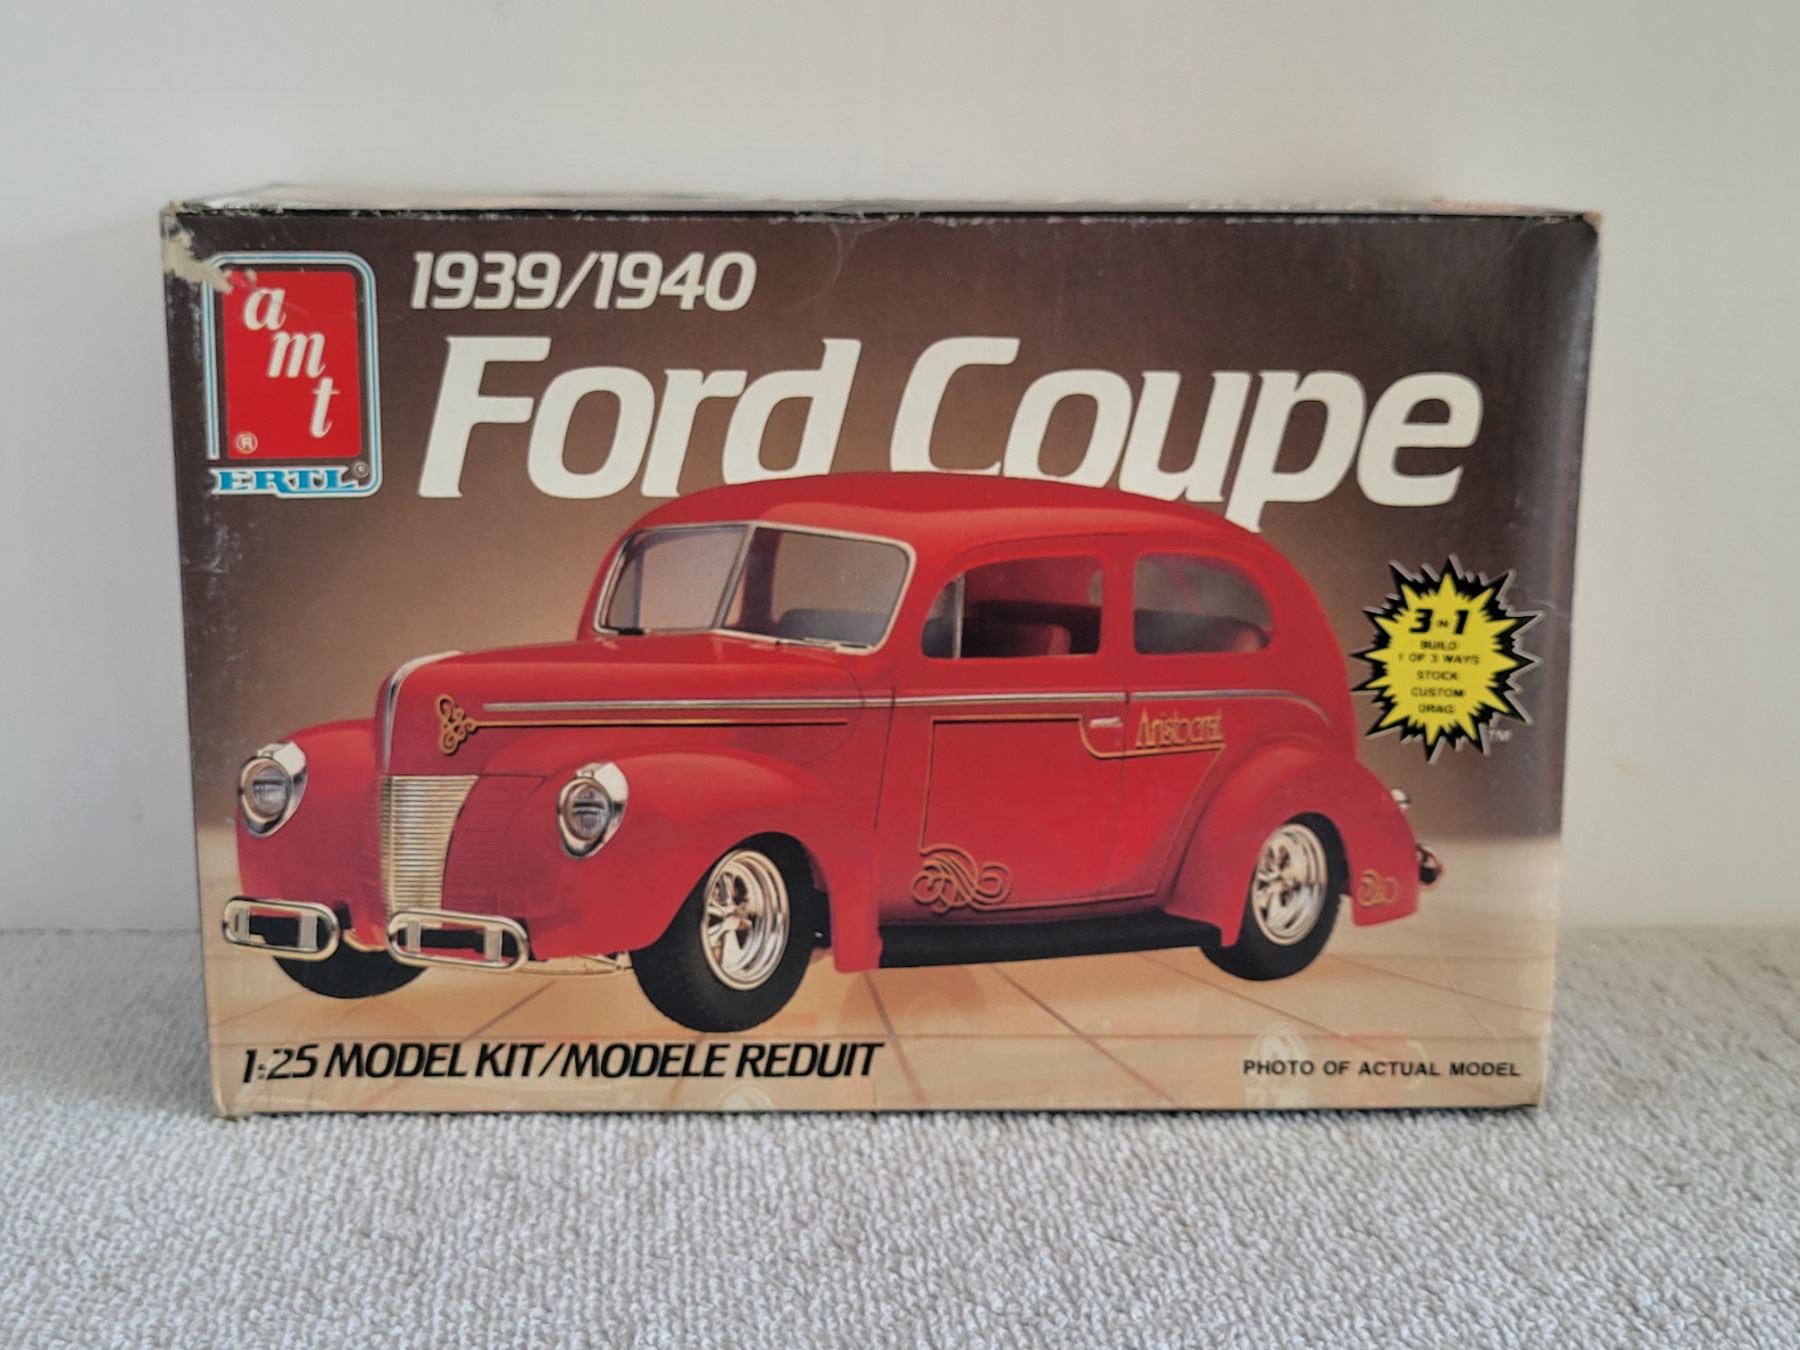 a
m
t
®
ERTL®
1939/1940
Ford Coupe
3 IN 1
BUILD
1 OF 3 WAYS
STOCK
CUSTOM
DRAG
TM
Aristocrat
1:25 MODEL KIT/MODELE REDUIT
PHOTO OF ACTUAL MODEL